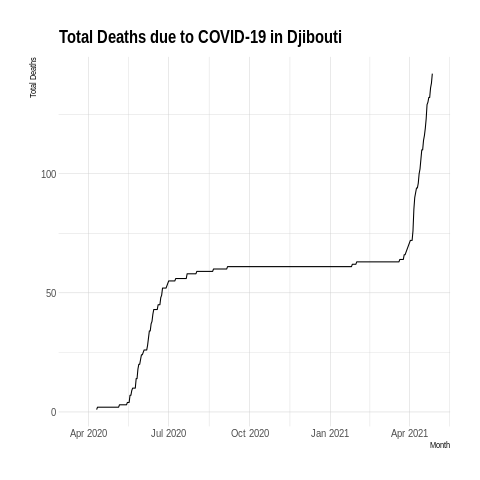 Total Deaths due to COVID-19 in Djibouti
Total Deaths
100
50
0
Apr 2020 Jul 2020 Oct 2020 Jan 2021 Apr 2021
Month